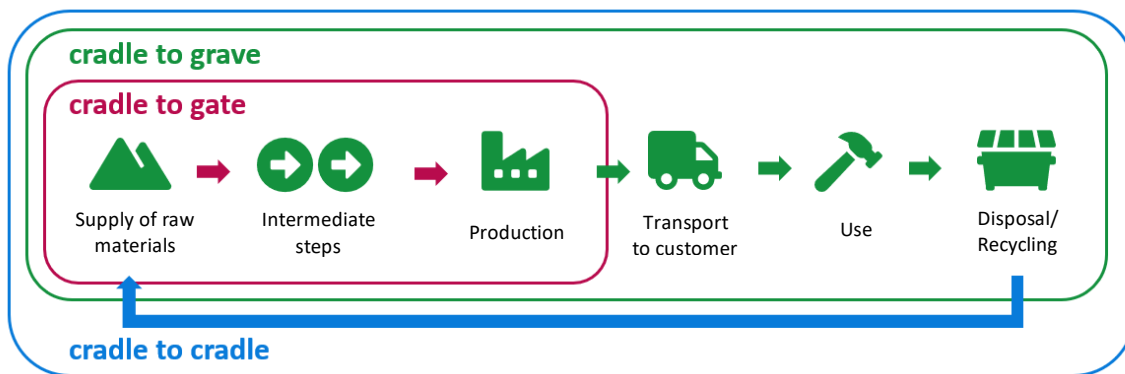 cradle to grave
cradle to gate
Supply of raw
materials
Intermediate
steps
Production
Transport
to customer
Use
Disposal/
Recycling
cradle to cradle